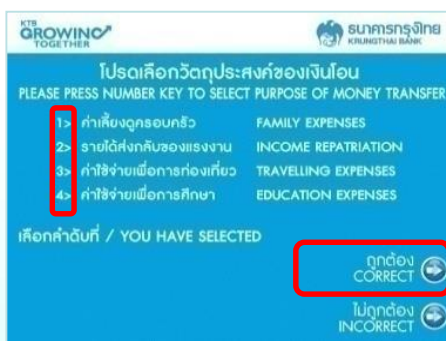 KTB
GROWING
TOGETHER
ธนาคารกรุงไทย
KRUNGTHAI BANK
โปรดเลือกวัตถุประสงค์ของเงินโอน
PLEASE PRESS NUMBER KEY TO SELECT PURPOSE OF MONEY TRANSFER
1> ค่าเลี้ยงดูครอบครัว FAMILY EXPENSES
2> รายได้ส่งกลับของแรงงาน INCOME REPATRIATION
3> ค่าใช้จ่ายเพื่อการท่องเที่ยว TRAVELLING EXPENSES
4> ค่าใช้จ่ายเพื่อการศึกษา EDUCATION EXPENSES
เลือกลำดับที่ / YOU HAVE SELECTED
ถูกต้อง
CORRECT
ไม่ถูกต้อง
INCORRECT